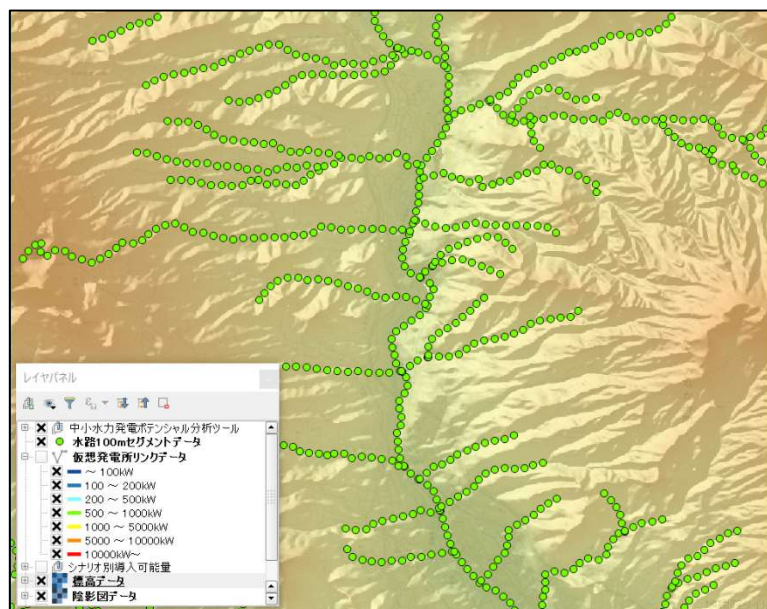 レイヤパネル
中小水力発電ポテンシャル分析ツール
水路100mセグメントデータ
仮想発電所リンクデータ
～ 100kW
100 ～ 200kW
200 ～ 500kW
500 ～ 1000kW
1000 ～ 5000kW
5000 ～ 10000kW
10000kW～
シナリオ別導入可能量
標高データ
陰影図データ